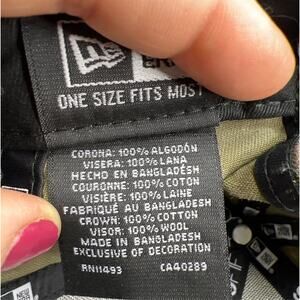 ONE SIZE FITS MOST
CORONA: 100% ALGODÓN
VISERA: 100% LANA
HECHO EN BANGLADÉSH
COURONNE: 100% COTON
VISIÈRE: 100% LAINE
FABRIQUÉ AU BANGLADESH
CROWN: 100% COTTON
VISOR: 100% WOOL
MADE IN BANGLADESH
EXCLUSIVE OF DECORATION
RN11493 CA40289